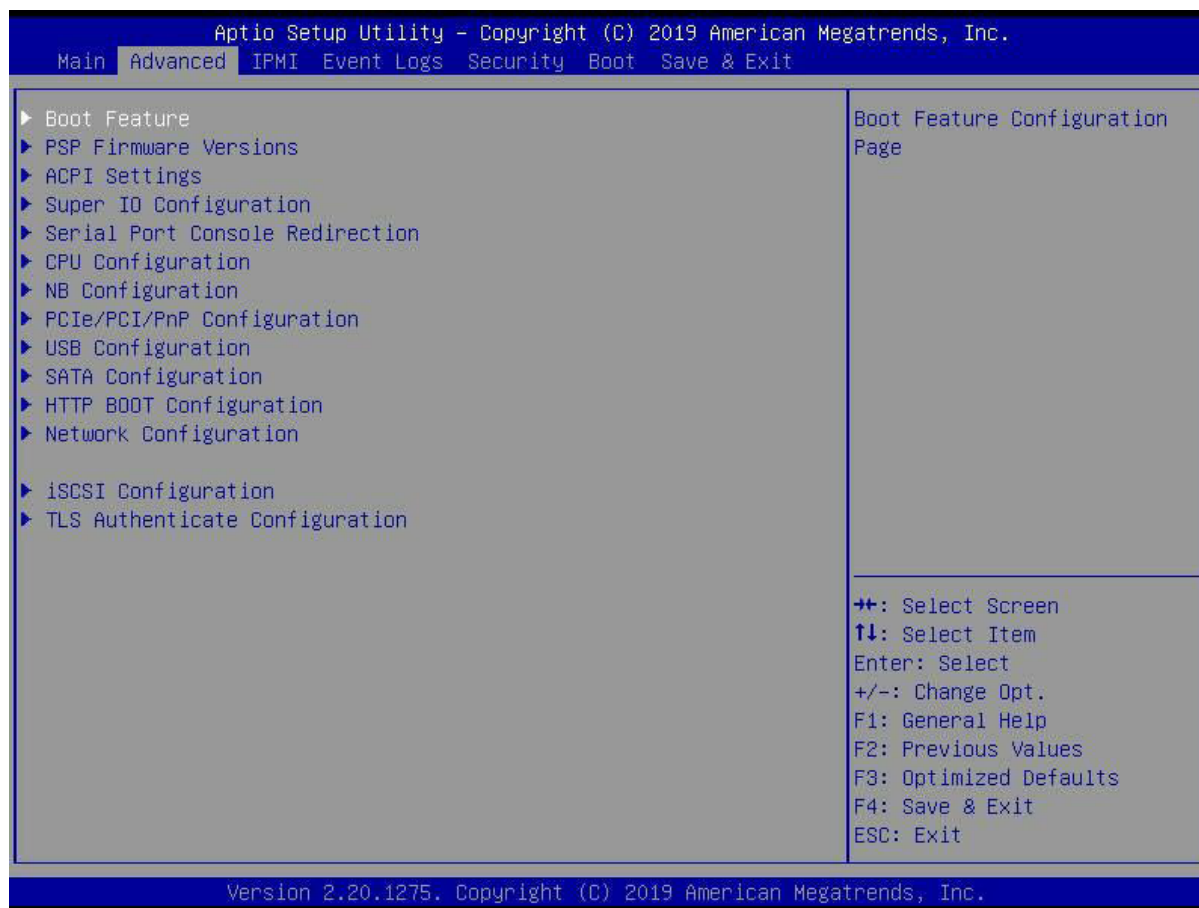 Aptio Setup Utility – Copyright (C) 2019 American Megatrends, Inc.
Main Advanced IPMI Event Logs Security Boot Save & Exit
Boot Feature
PSP Firmware Versions
ACPI Settings
Super IO Configuration
Serial Port Console Redirection
CPU Configuration
NB Configuration
PCIe/PCI/PnP Configuration
USB Configuration
SATA Configuration
HTTP BOOT Configuration
Network Configuration
iSCSI Configuration
TLS Authenticate Configuration
Boot Feature Configuration
Page
→←: Select Screen
↑↓: Select Item
Enter: Select
+/-: Change Opt.
F1: General Help
F2: Previous Values
F3: Optimized Defaults
F4: Save & Exit
ESC: Exit
Version 2.20.1275. Copyright (C) 2019 American Megatrends, Inc.